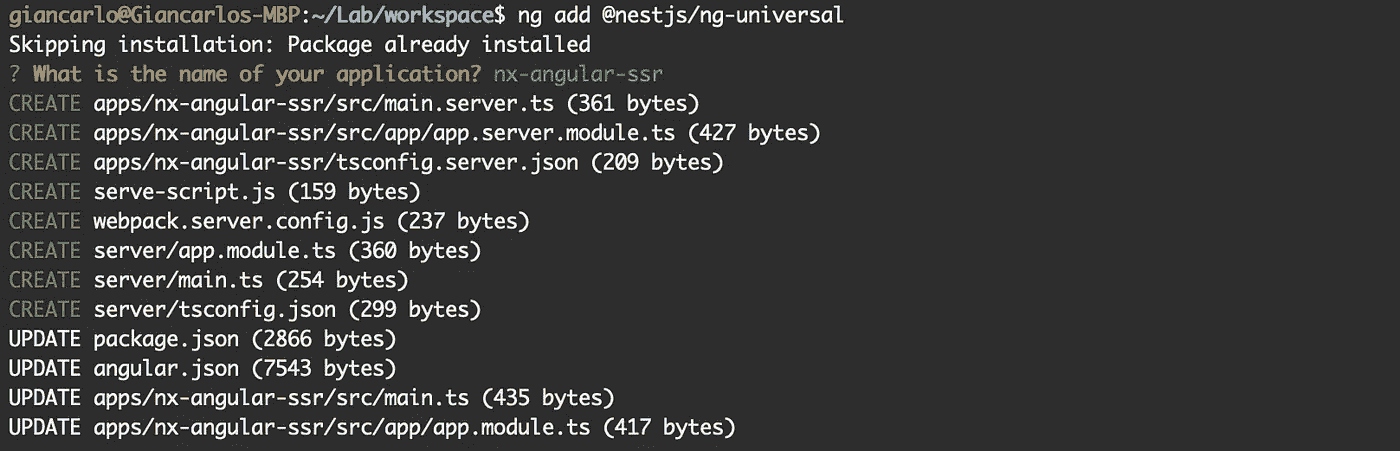 giancarlo@Giancarlos-MBP:~/Lab/workspace$ ng add @nestjs/ng-universal
Skipping installation: Package already installed
? What is the name of your application? nx-angular-ssr
CREATE apps/nx-angular-ssr/src/main.server.ts (361 bytes)
CREATE apps/nx-angular-ssr/src/app/app.server.module.ts (427 bytes)
CREATE apps/nx-angular-ssr/tsconfig.server.json (209 bytes)
CREATE serve-script.js (159 bytes)
CREATE webpack.server.config.js (237 bytes)
CREATE server/app.module.ts (360 bytes)
CREATE server/main.ts (254 bytes)
CREATE server/tsconfig.json (299 bytes)
UPDATE package.json (2866 bytes)
UPDATE angular.json (7543 bytes)
UPDATE apps/nx-angular-ssr/src/main.ts (435 bytes)
UPDATE apps/nx-angular-ssr/src/app/app.module.ts (417 bytes)